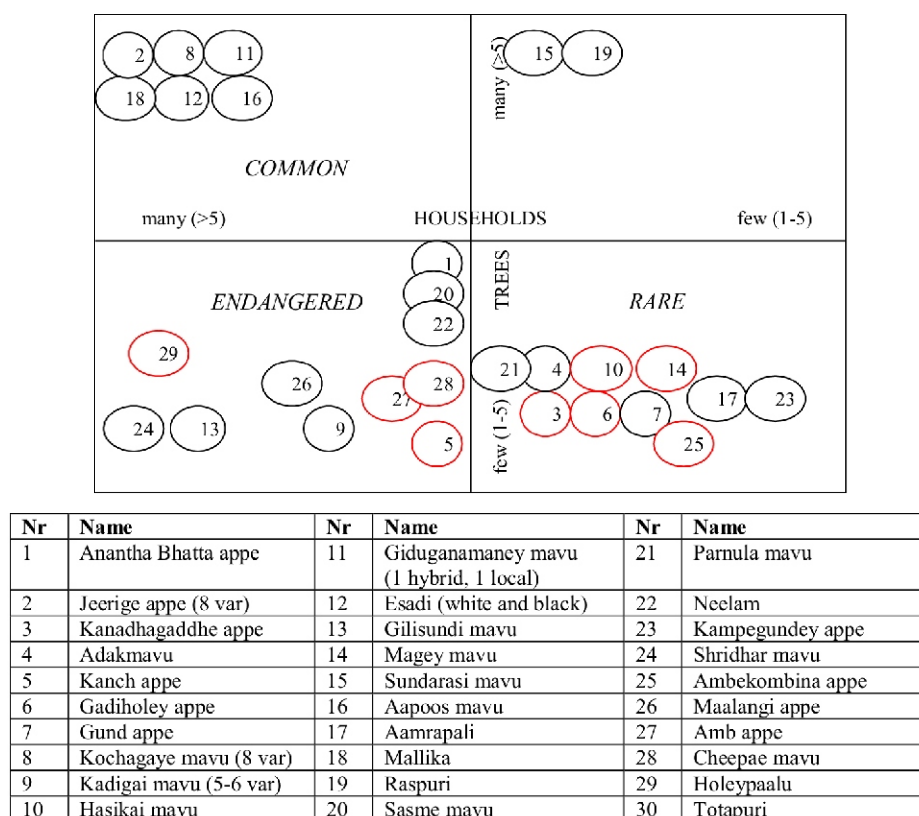 2 8 11
18 12 16
COMMON
many (>5)
HOUSEHOLDS
few (1-5)
many (>5)
15 19
ENDANGERED
1
20
22
29
26
28
27
24 13 9
5
TREES
RARE
21 4 10 14
17 23
3 6 7
25
few (1-5)
Nr Name Nr Name Nr Name
1 Anantha Bhatta appe 11 Giduganamaney mavu 21 Parnula mavu
(1 hybrid, 1 local)
2 Jeerige appe (8 var) 12 Esadi (white and black) 22 Neelam
3 Kanadhagaddhe appe 13 Gilisundi mavu 23 Kampegundey appe
4 Adakmavu 14 Magey mavu 24 Shridhar mavu
5 Kanch appe 15 Sundarasi mavu 25 Ambekombina appe
6 Gadiholey appe 16 Aapoos mavu 26 Maalangi appe
7 Gund appe 17 Aamrapali 27 Amb appe
8 Kochagaye mavu (8 var) 18 Mallika 28 Cheepae mavu
9 Kadigai mavu (5-6 var) 19 Raspuri 29 Holeypaalu
10 Hasikai mavu 20 Sasme mavu 30 Totapuri